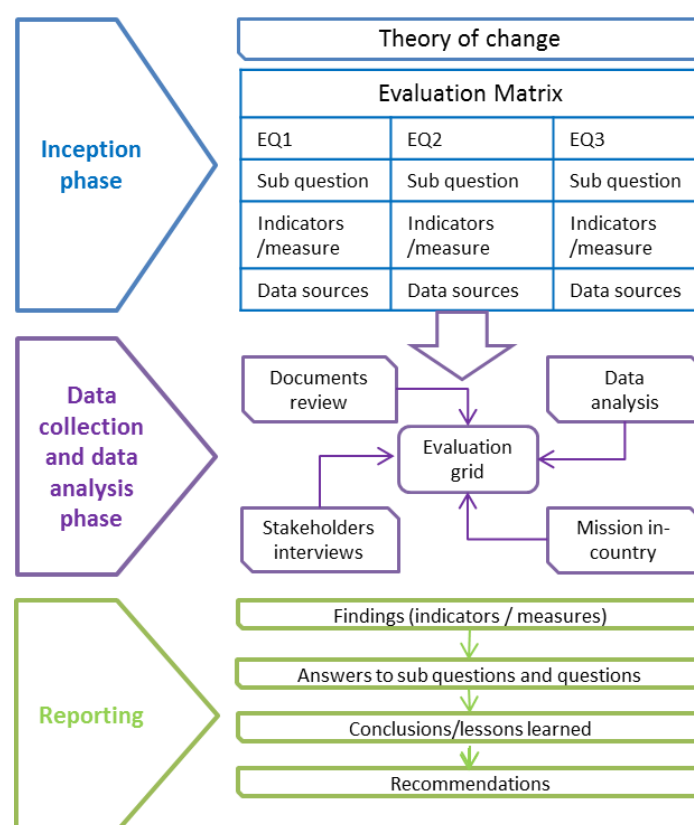 Theory of change
Evaluation Matrix
Inception
phase
EQ1 EQ2 EQ3
Sub question Sub question Sub question
Indicators Indicators Indicators
/measure /measure /measure
Data sources Data sources Data sources
Data
collection
and data
analysis
phase
Documents
review
Data
analysis
Evaluation
grid
Stakeholders
interviews
Mission in-
country
Reporting
Findings (indicators / measures)
Answers to sub questions and questions
Conclusions/lessons learned
Recommendations